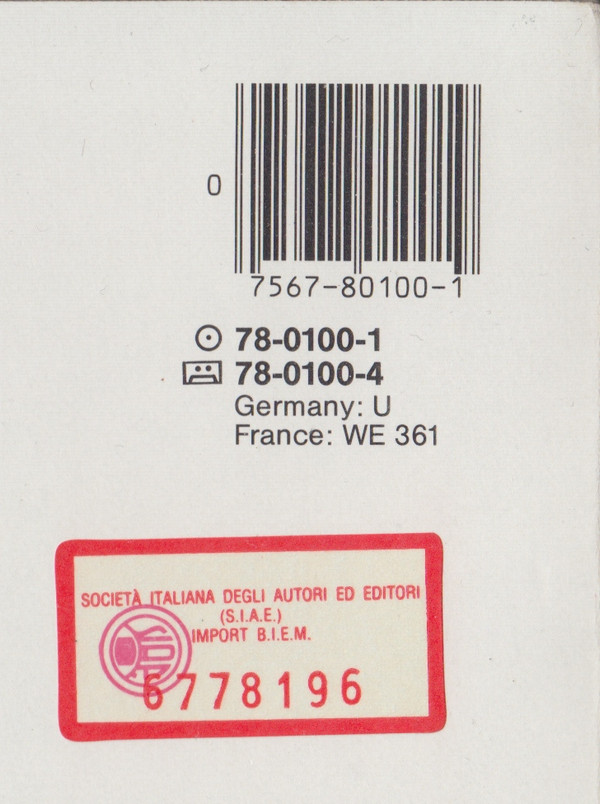 0
7567-80100-1
78-0100-1
78-0100-4
Germany: U
France: WE 361
SOCIETÀ ITALIANA DEGLI AUTORI ED EDITORI
(S.I.A.E.)
IMPORT B.I.E.M.
6778196